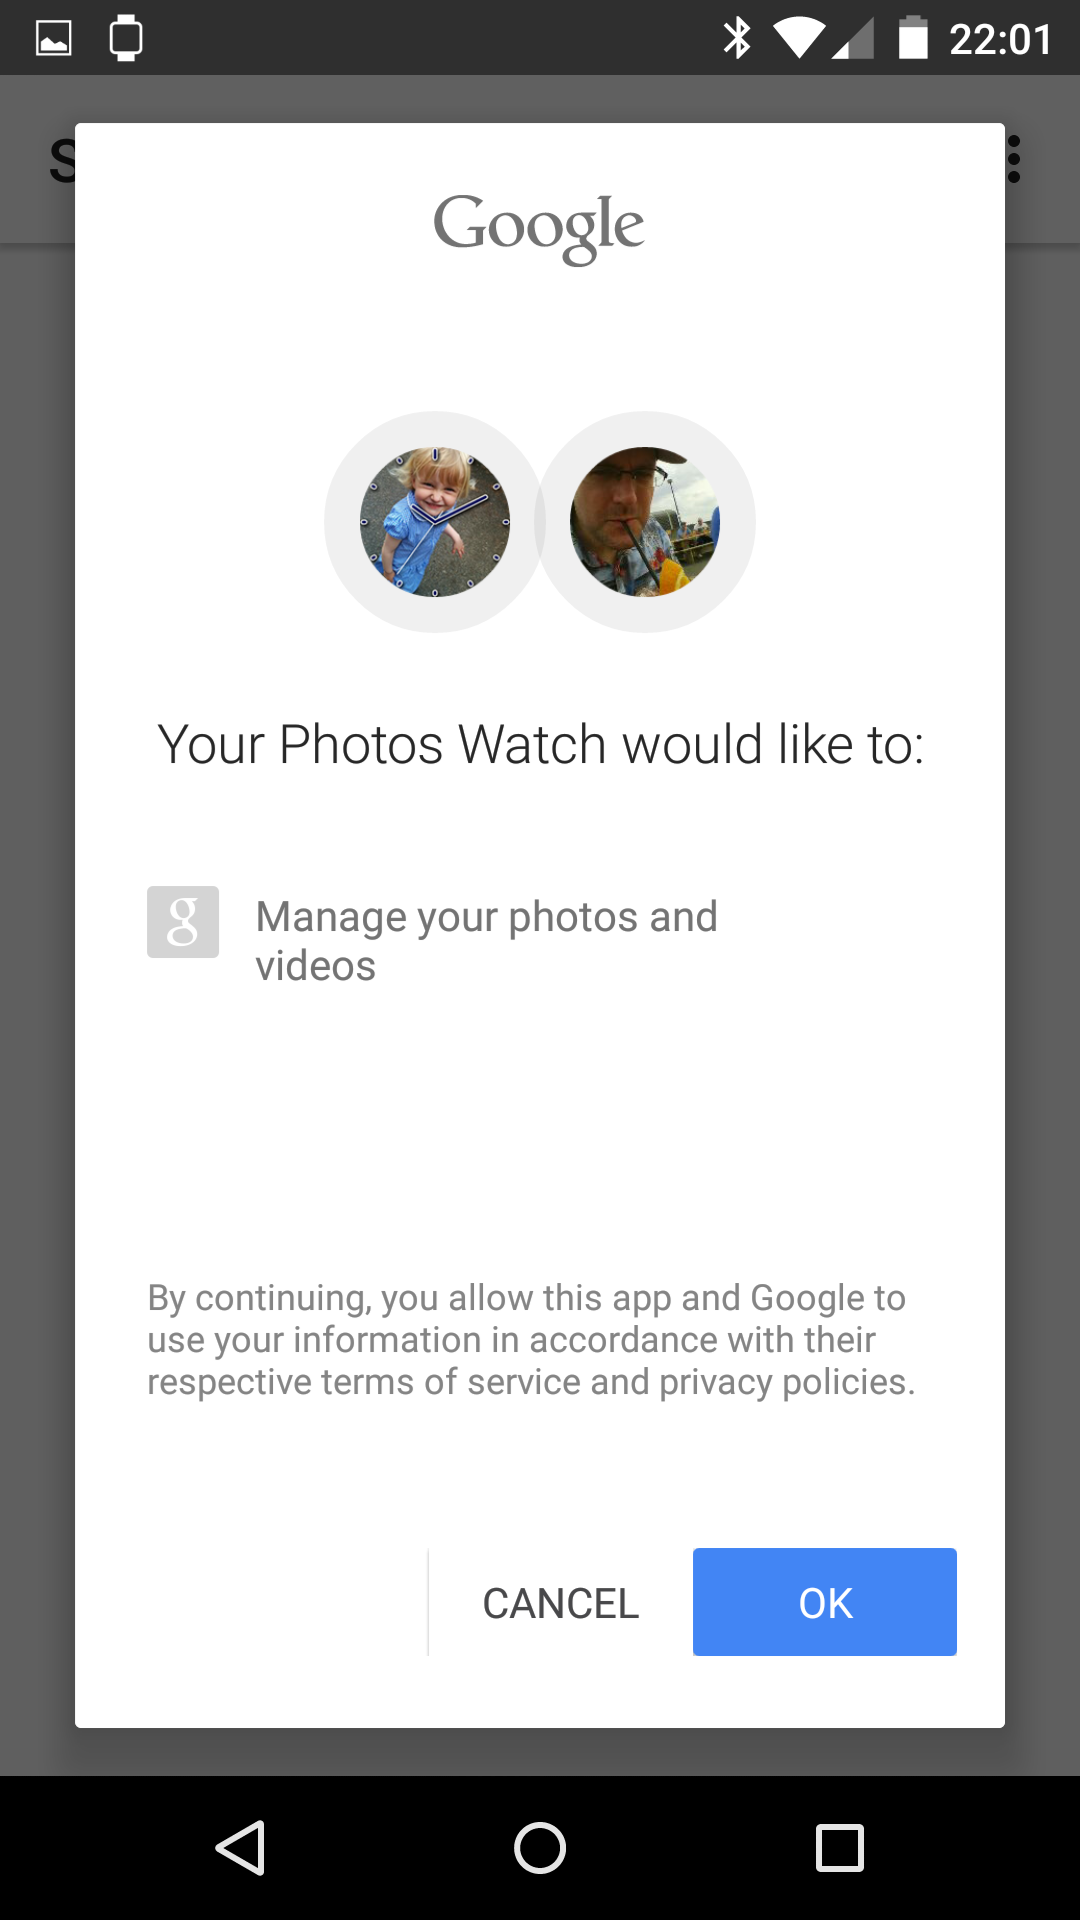 22:01
S
Google
Your Photos Watch would like to:
g
Manage your photos and
videos
By continuing, you allow this app and Google to
use your information in accordance with their
respective terms of service and privacy policies.
CANCEL
OK